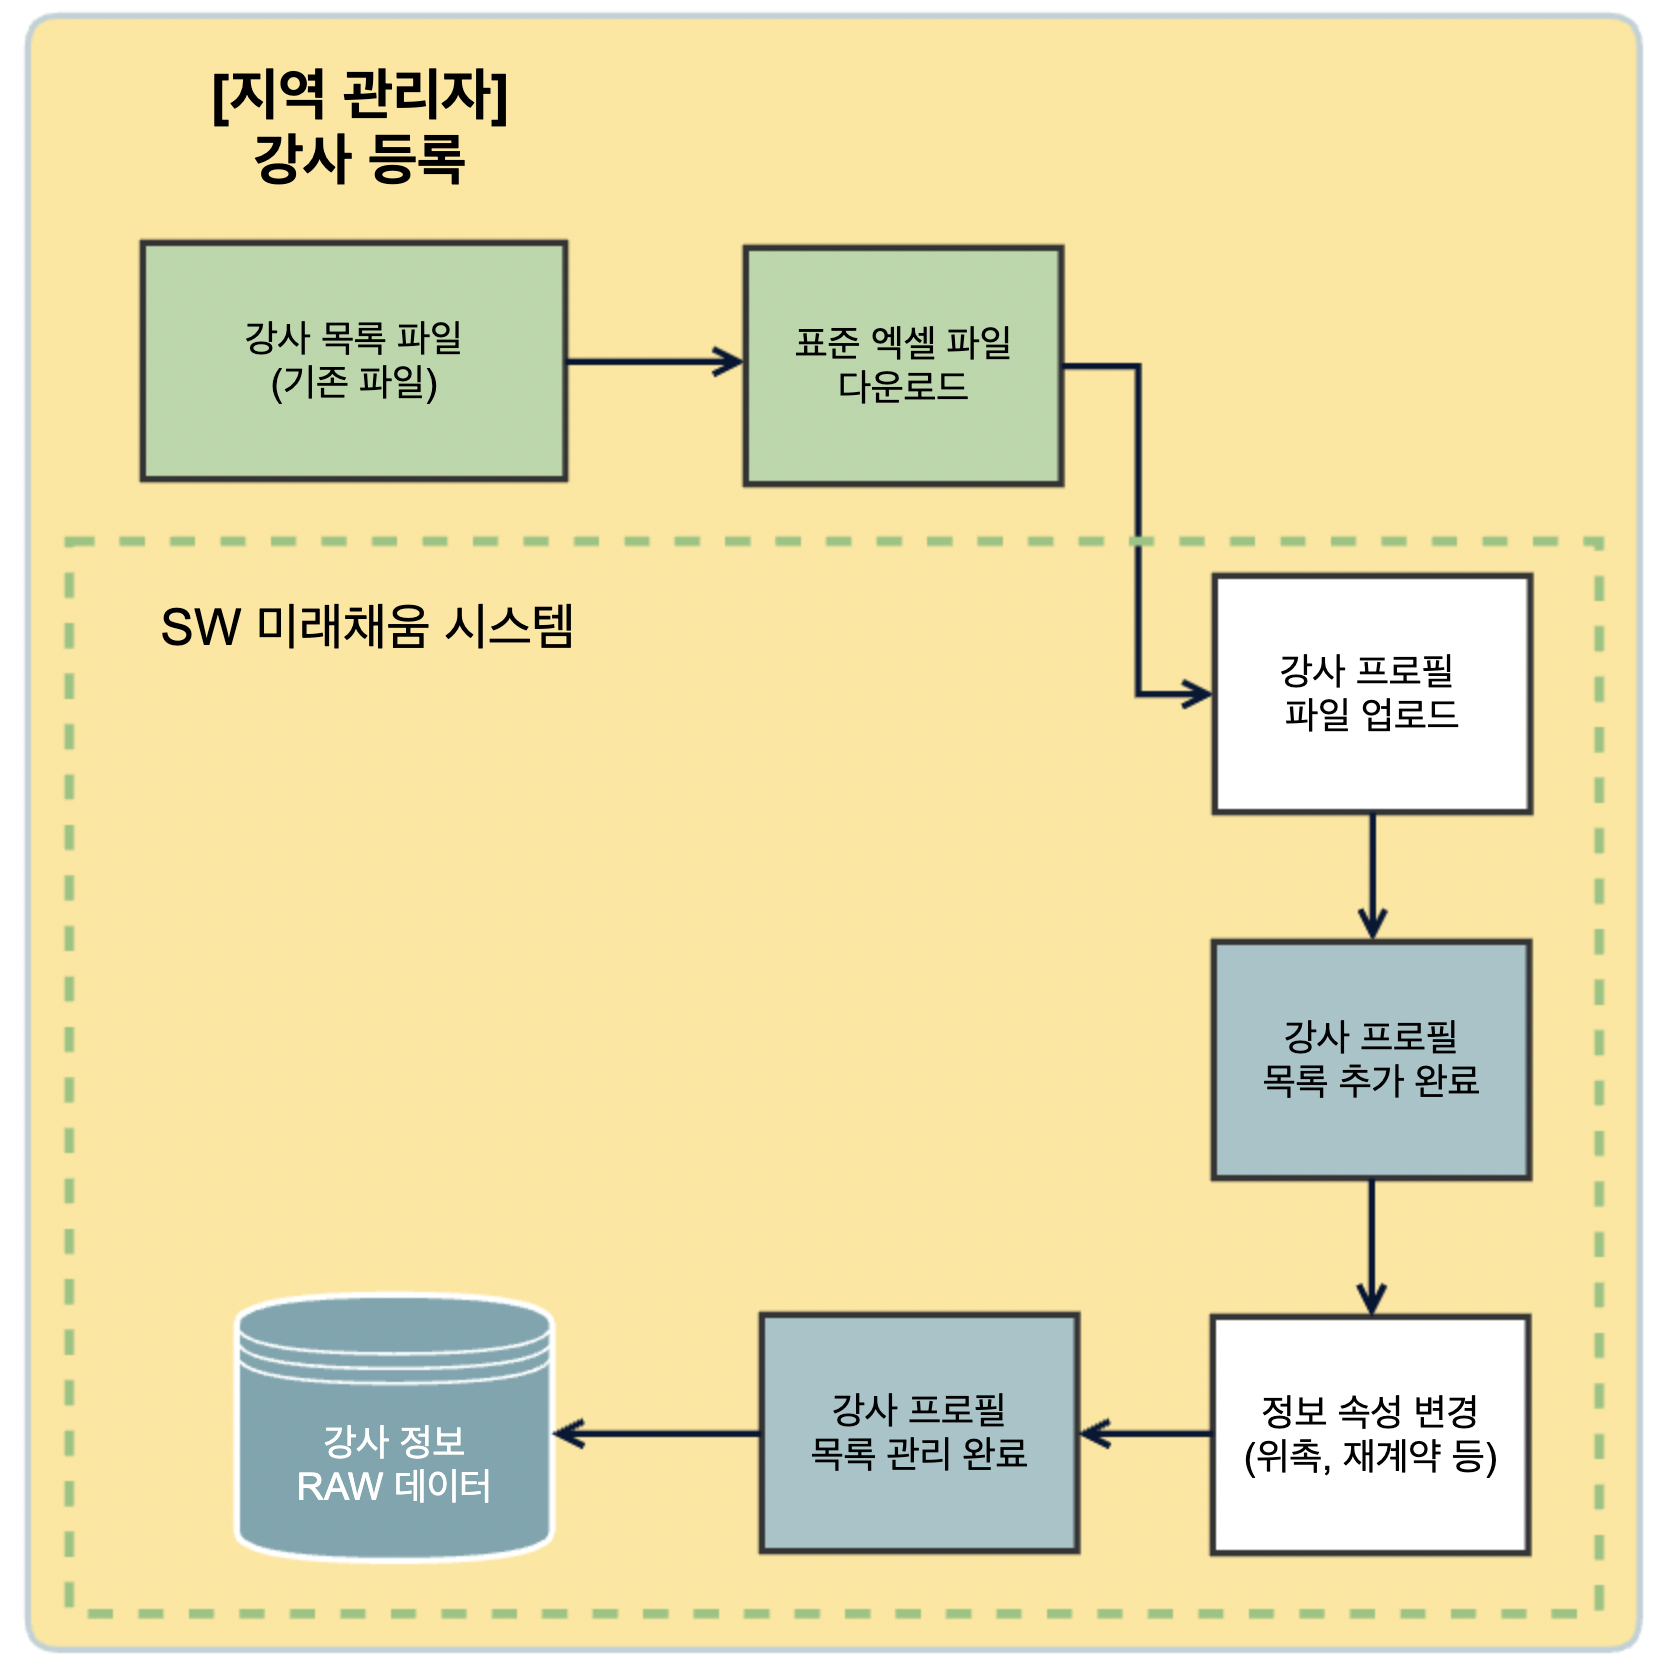 [지역 관리자]
강사 등록
강사 목록 파일
(기존 파일)
표준 엑셀 파일
다운로드
SW 미래채움 시스템
강사 프로필
파일 업로드
강사 프로필
목록 추가 완료
정보 속성 변경
(위촉, 재계약 등)
강사 프로필
목록 관리 완료
강사 정보
RAW 데이터